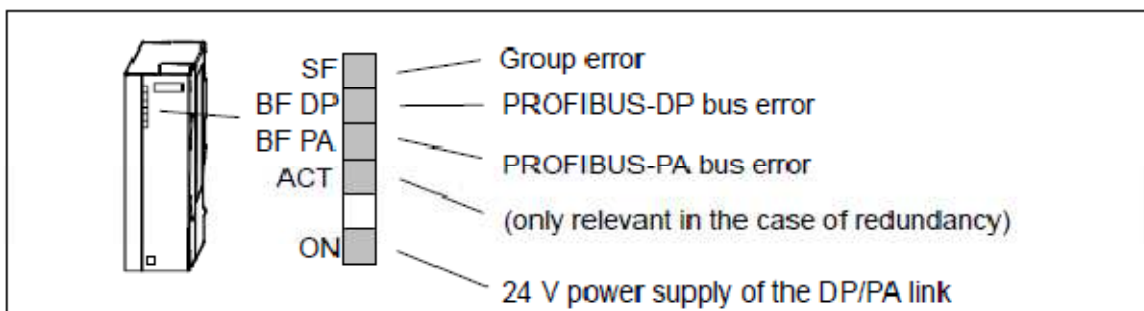 SF Group error
BF DP PROFIBUS-DP bus error
BF PA PROFIBUS-PA bus error
ACT (only relevant in the case of redundancy)
ON 24 V power supply of the DP/PA link